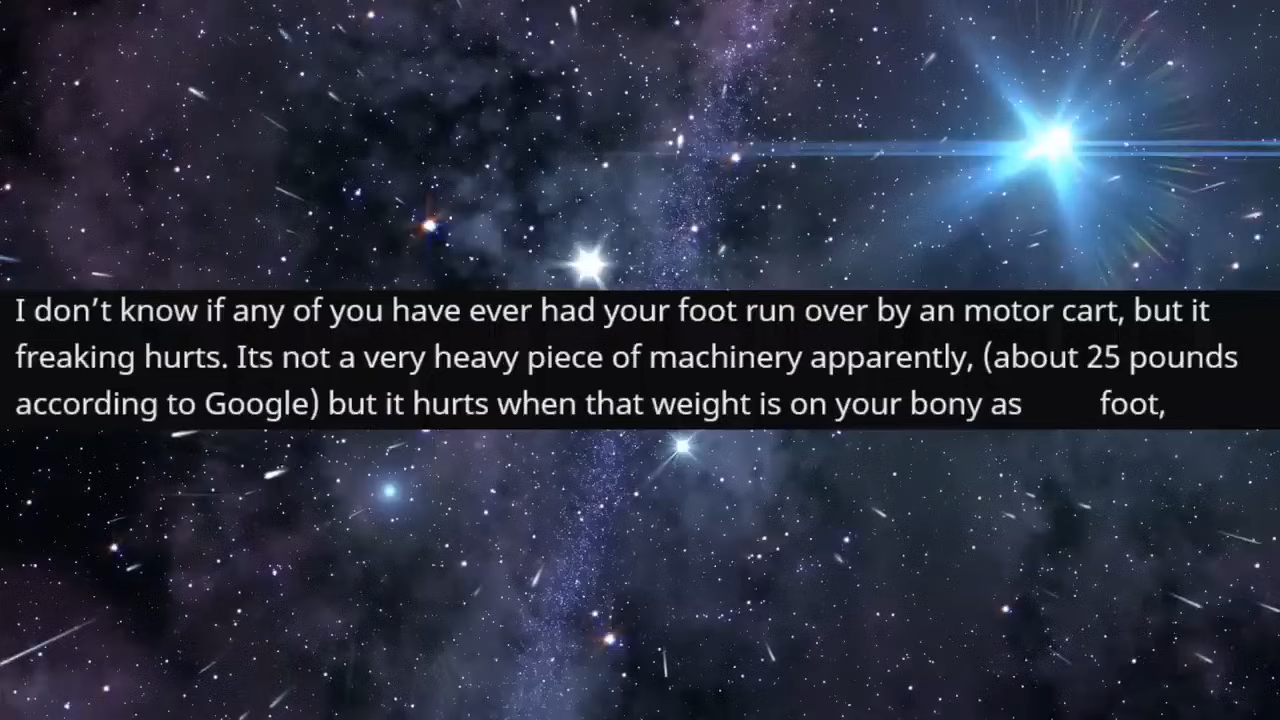 I don’t know if any of you have ever had your foot run over by an motor cart, but it
freaking hurts. Its not a very heavy piece of machinery apparently, (about 25 pounds
according to Google) but it hurts when that weight is on your bony as foot,